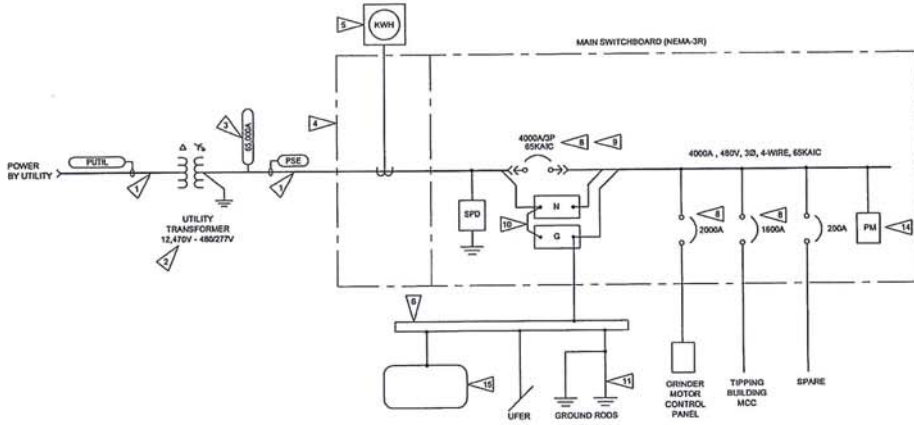 5
KWH
MAIN SWITCHBOARD (NEMA-3R)
3
65,000A
4
4000A/3P
65KAIC
8
9
4000A , 480V, 3Ø, 4-WIRE, 65KAIC
POWER
BY UTILITY
PUTIL
1
Δ
PSE
1
UTILITY
TRANSFORMER
12,470V - 480/277V
2
SPD
N
10
G
8
2000A
8
1600A
200A
PM
14
6
15
UFER
GROUND RODS
11
GRINDER
MOTOR
CONTROL
PANEL
TIPPING
BUILDING
MCC
SPARE